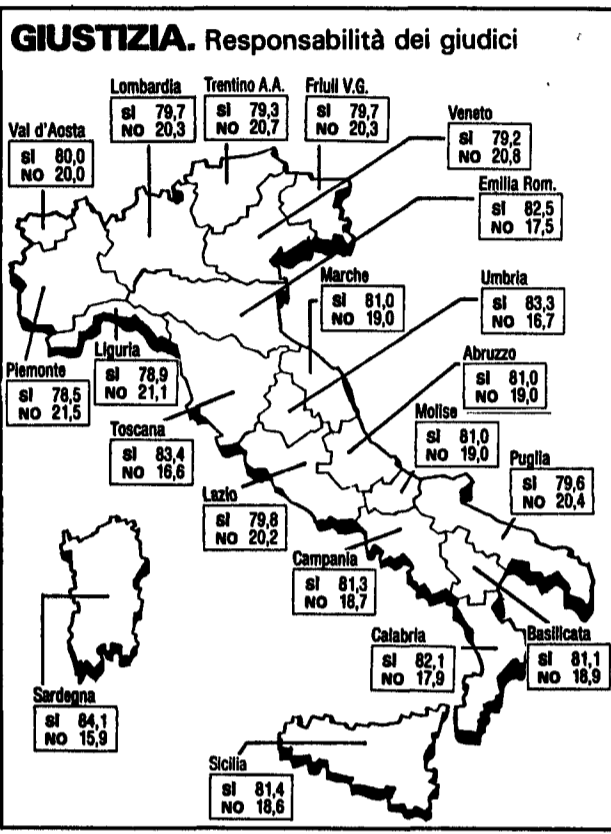 GIUSTIZIA. Responsabilità dei giudici
Lombardia
SÌ 79,7
NO 20,3
Trentino A.A.
SÌ 79,3
NO 20,7
Friuli V.G.
SÌ 79,7
NO 20,3
Veneto
SÌ 79,2
NO 20,8
Val d'Aosta
SÌ 80,0
NO 20,0
Emilia Rom.
SÌ 82,5
NO 17,5
Marche
SÌ 81,0
NO 19,0
Umbria
SÌ 83,3
NO 16,7
Piemonte
SÌ 78,5
NO 21,5
Liguria
SÌ 78,9
NO 21,1
Abruzzo
SÌ 81,0
NO 19,0
Toscana
SÌ 83,4
NO 16,6
Molise
SÌ 81,0
NO 19,0
Puglia
SÌ 79,6
NO 20,4
Lazio
SÌ 79,8
NO 20,2
Campania
SÌ 81,3
NO 18,7
Calabria
SÌ 82,1
NO 17,9
Basilicata
SÌ 81,1
NO 18,9
Sardegna
SÌ 84,1
NO 15,9
Sicilia
SÌ 81,4
NO 18,6